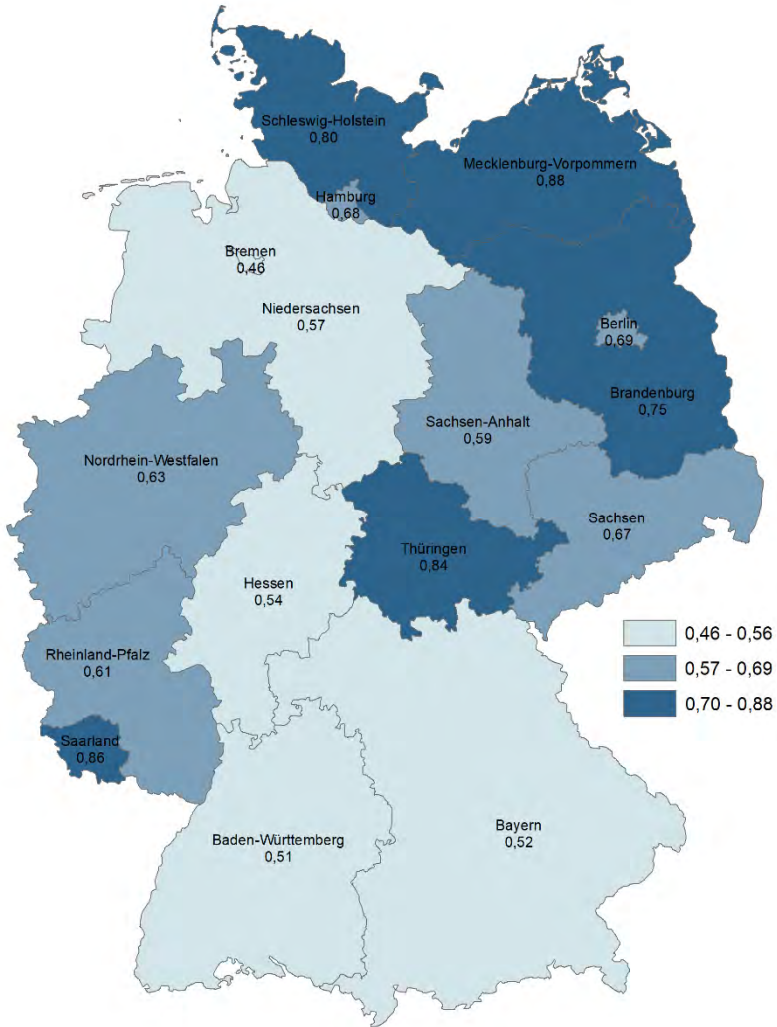 Schleswig-Holstein
0,80
Mecklenburg-Vorpommern
0,88
Hamburg
0,68
Bremen
0,46
Niedersachsen
0,57
Berlin
0,69
Brandenburg
0,75
Sachsen-Anhalt
0,59
Nordrhein-Westfalen
0,63
Sachsen
0,67
Thüringen
0,84
Hessen
0,54
Rheinland-Pfalz
0,61
Saarland
0,86
Baden-Württemberg
0,51
Bayern
0,52
0,46 - 0,56
0,57 - 0,69
0,70 - 0,88